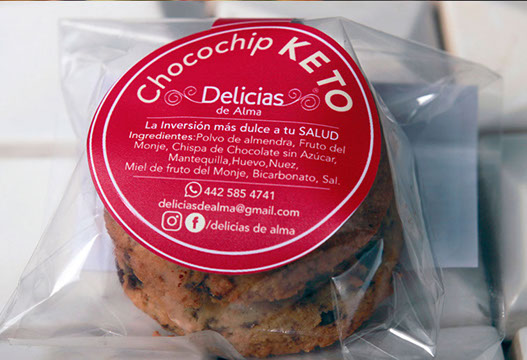 Chocochip KETO
Delicias
de Alma
La Inversión más dulce a tu SALUD
Ingredientes:Polvo de almendra, Fruto del
Monje, Chispa de Chocolate sin Azúcar,
Mantequilla,Huevo,Nuez,
Miel de fruto del Monje, Bicarbonato, Sal.
442 585 4741
deliciasdealma@gmail.com
/delicias de alma